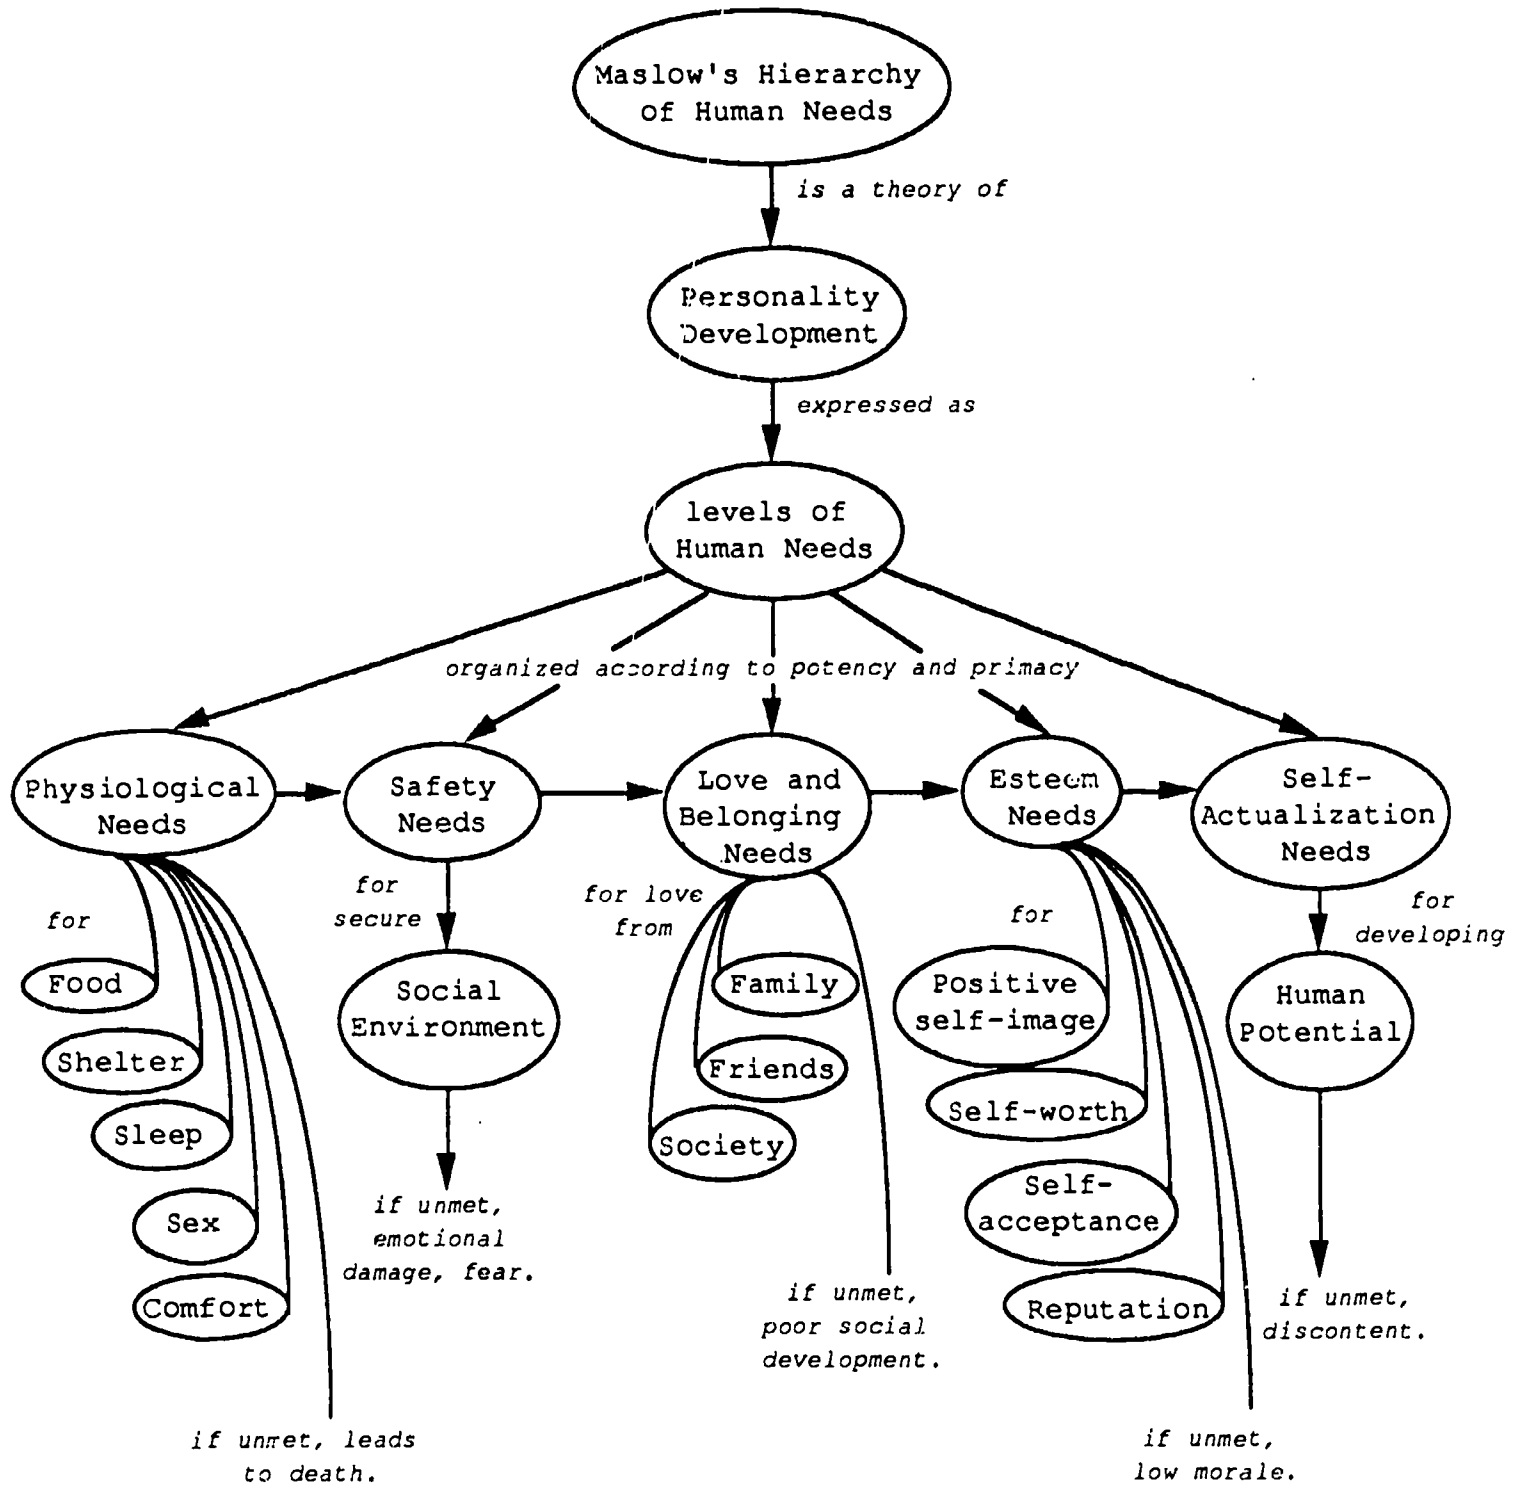 Maslow's Hierarchy
of Human Needs
is a theory of
Personality
Development
expressed as
levels of
Human Needs
organized according to potency and primacy
Physiological
Needs
Safety
Needs
Love and
Belonging
Needs
Esteem
Needs
Self-
Actualization
Needs
for
Food
Shelter
Sleep
Sex
Comfort
if unmet, leads
to death.
for
secure
Social
Environment
if unmet,
emotional
damage, fear.
for love
from
Family
Friends
Society
if unmet,
poor social
development.
for
Positive
self-image
Self-worth
Self-
acceptance
Reputation
if unmet,
low morale.
for
developing
Human
Potential
if unmet,
discontent.